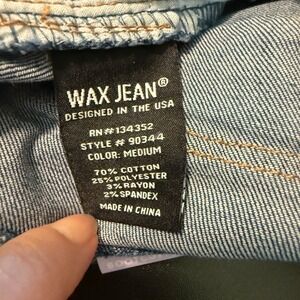 WAX JEAN®
DESIGNED IN THE USA
RN#134352
STYLE # 90344
COLOR: MEDIUM
70% COTTON
25% POLYESTER
3% RAYON
2% SPANDEX
MADE IN CHINA